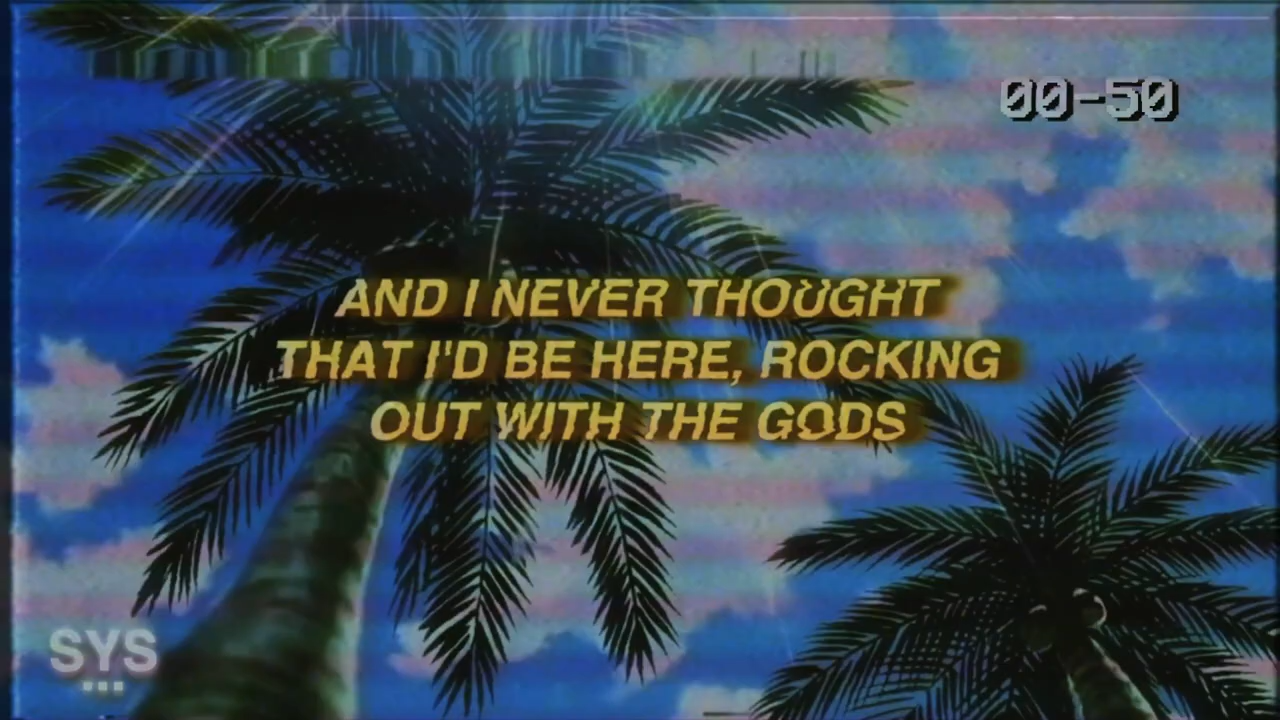 00-50
AND I NEVER THOUGHT
THAT I'D BE HERE, ROCKING
OUT WITH THE GODS
SYS